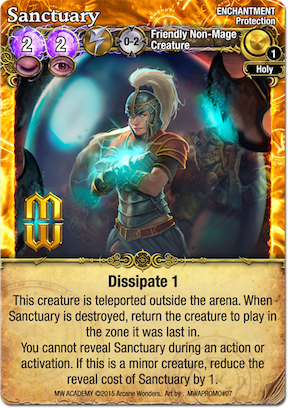 Sanctuary
ENCHANTMENT
Protection
2 2 0-2 Friendly Non-Mage
Creature
1
Holy
Dissipate 1
This creature is teleported outside the arena. When
Sanctuary is destroyed, return the creature to play in
the zone it was last in.
You cannot reveal Sanctuary during an action or
activation. If this is a minor creature, reduce the
reveal cost of Sanctuary by 1.
MW ACADEMY ©2015 Arcane Wonders. Art by . MWAPROMO#07